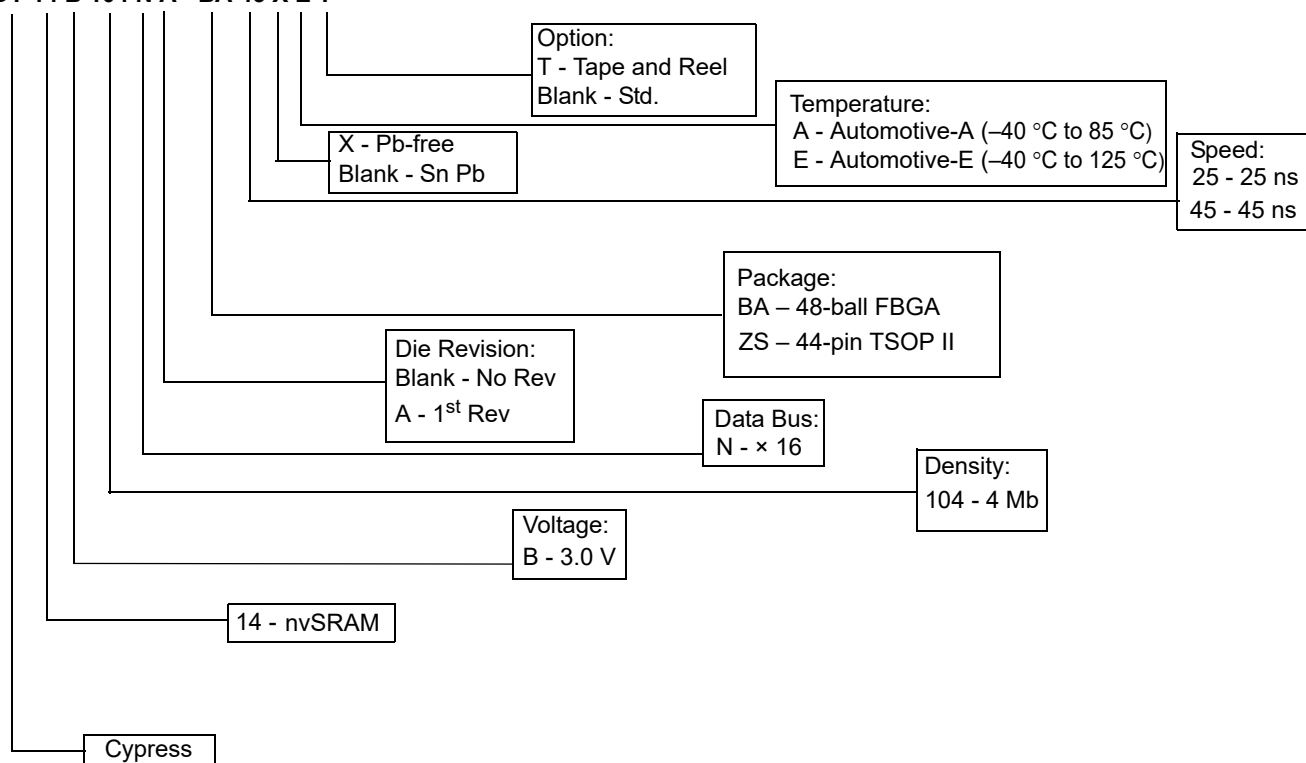 Option:
T - Tape and Reel
Blank - Std.
Temperature:
A - Automotive-A (–40 °C to 85 °C)
E - Automotive-E (–40 °C to 125 °C)
X - Pb-free
Blank - Sn Pb
Speed:
25 - 25 ns
45 - 45 ns
Package:
BA – 48-ball FBGA
ZS – 44-pin TSOP II
Die Revision:
Blank - No Rev
A - 1st Rev
Data Bus:
N - × 16
Density:
104 - 4 Mb
Voltage:
B - 3.0 V
14 - nvSRAM
Cypress